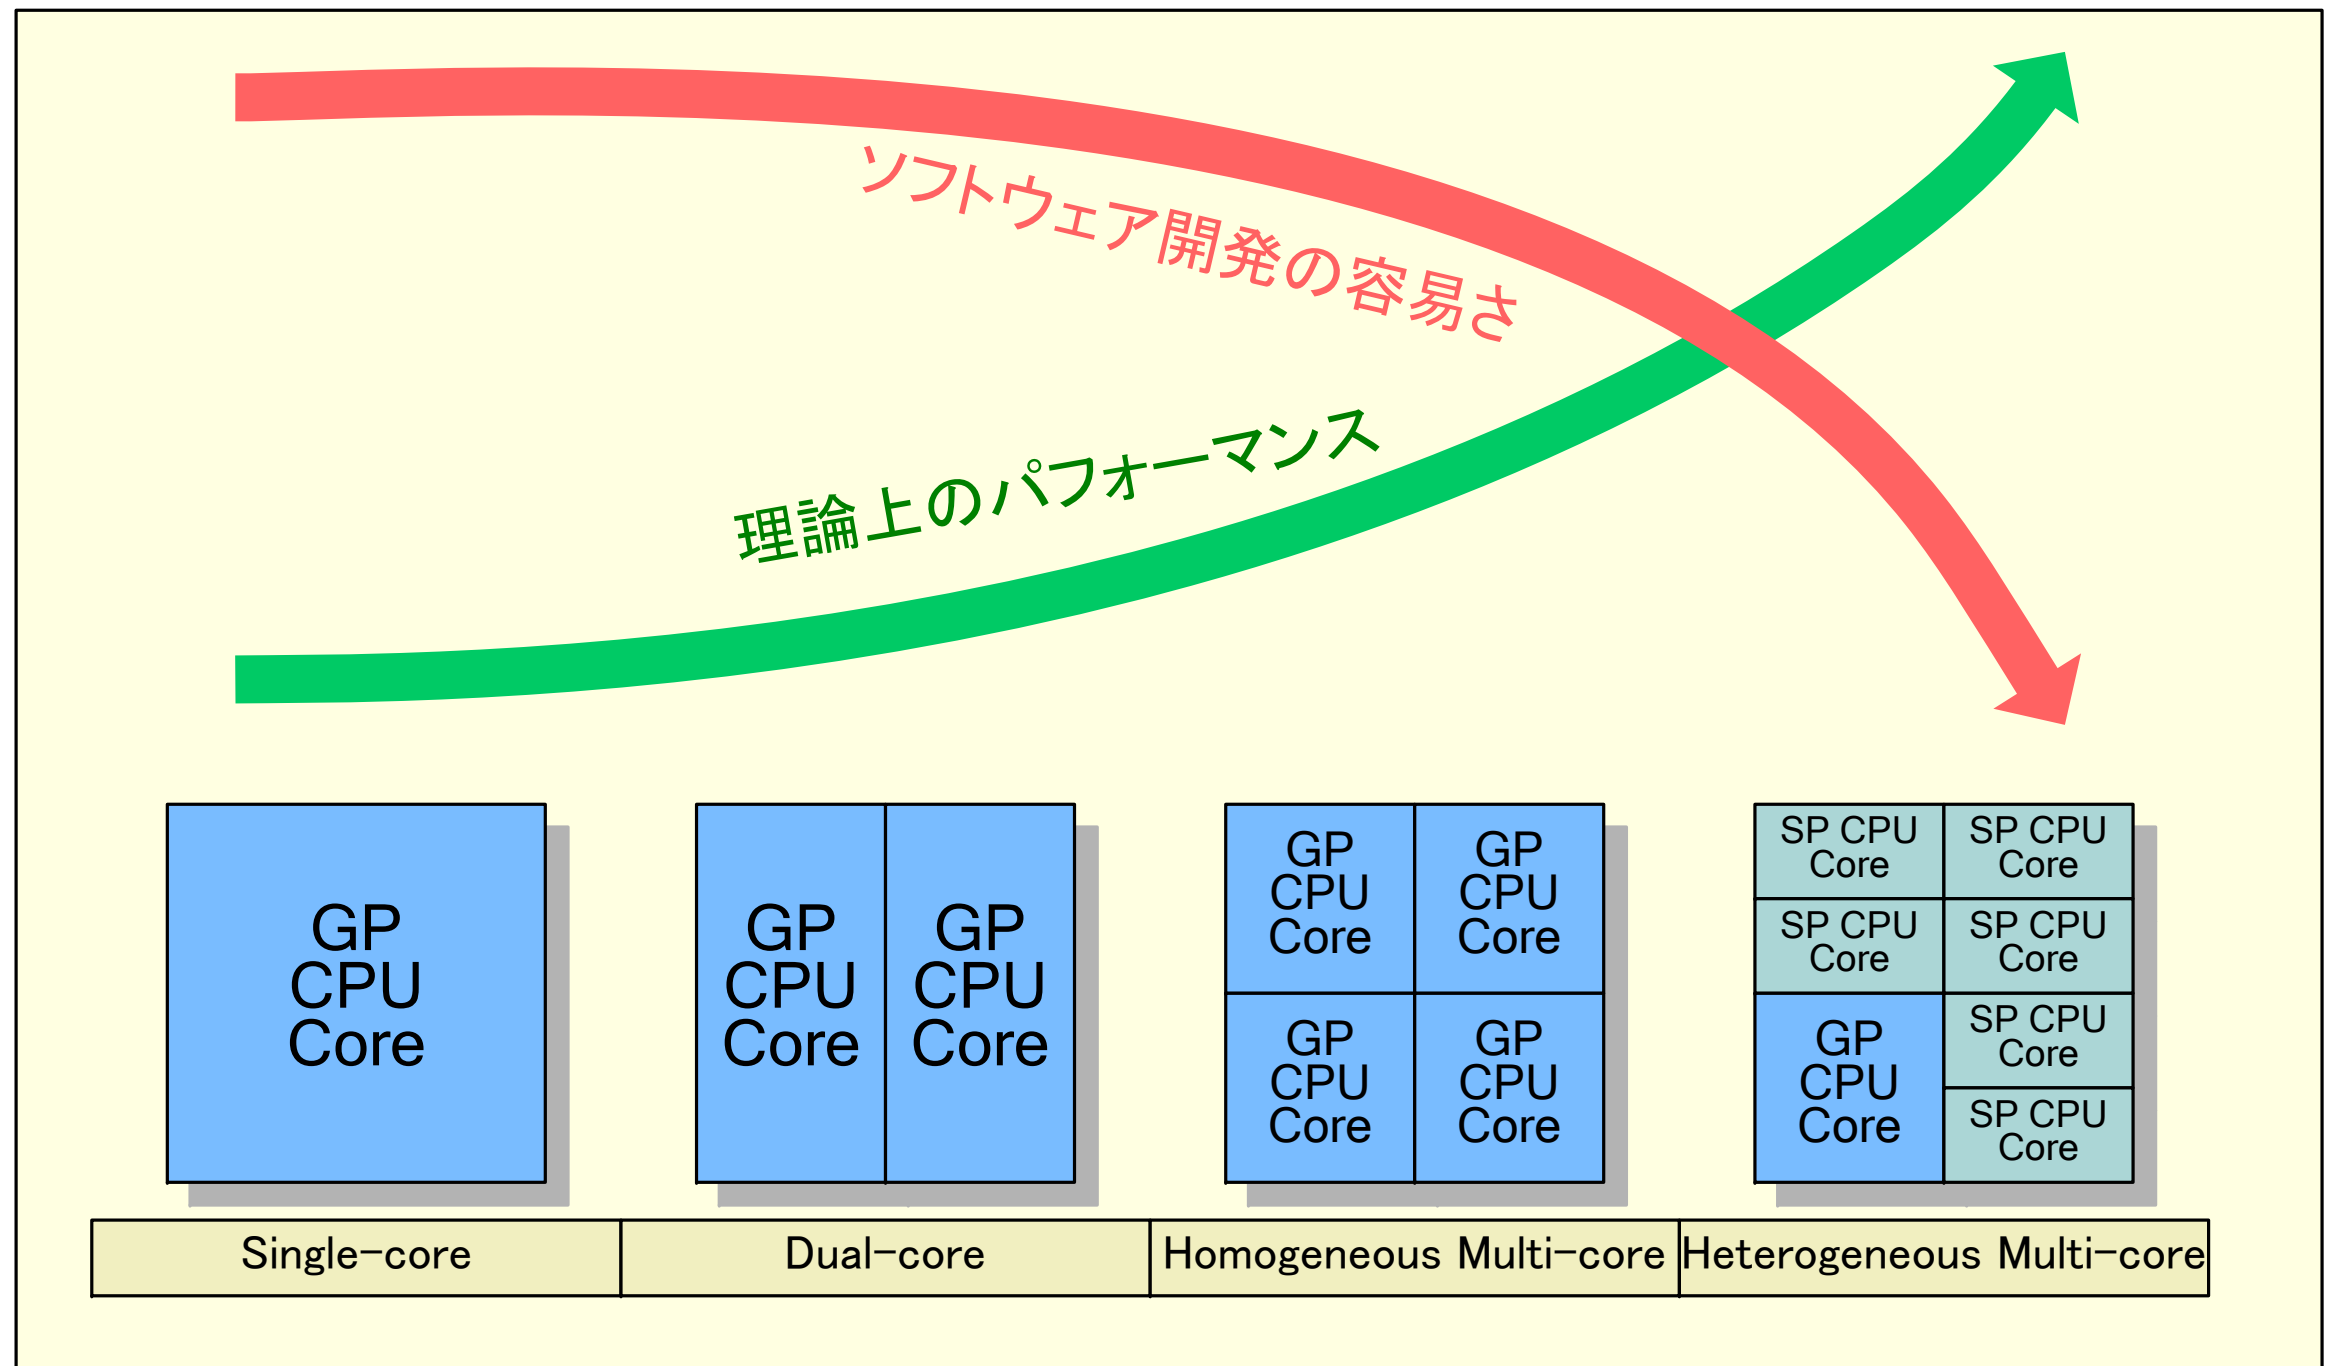 ソフトウェア開発の容易さ
理論上のパフォーマンス
GP
CPU
Core
GP
CPU
Core
GP
CPU
Core
GP
CPU
Core
GP
CPU
Core
GP
CPU
Core
GP
CPU
Core
SP CPU
Core
SP CPU
Core
SP CPU
Core
SP CPU
Core
GP
CPU
Core
SP CPU
Core
SP CPU
Core
Single-core
Dual-core
Homogeneous Multi-core
Heterogeneous Multi-core